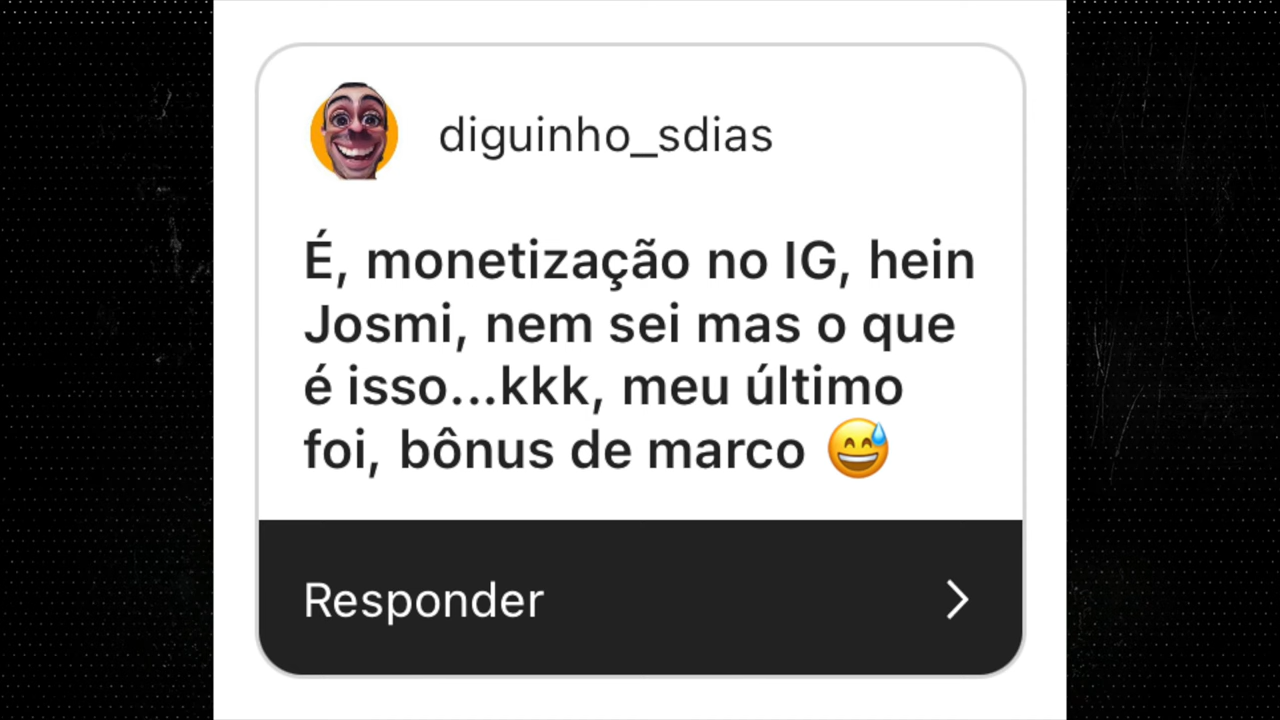 diguinho_sdias
É, monetização no IG, hein
Josmi, nem sei mas o que
é isso...kkk, meu último
foi, bônus de marco 😅
Responder